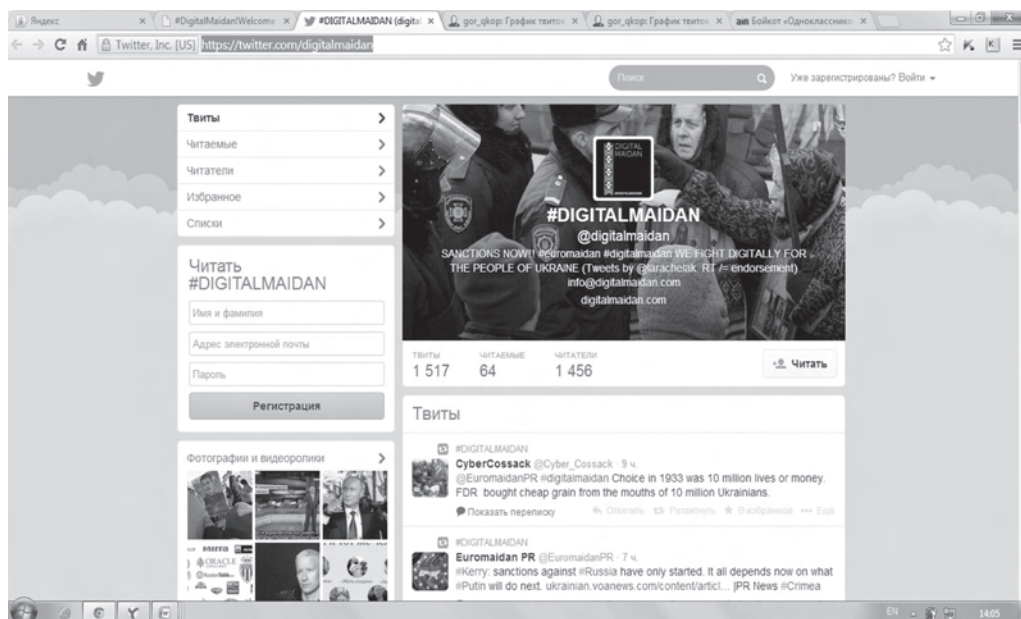 Яндекс
#DigitalMaidan!Welcome
#DIGITALMAIDAN (digital
gor_qkop: График твитов
gor_qkop: График твитов
ain Бойкот «Одноклассник
Twitter, Inc. [US] https://twitter.com/digitalmaidan
Поиск
Уже зарегистрированы? Войти
Твиты
Читаемые
Читатели
Избранное
Списки
Читать
#DIGITALMAIDAN
Имя и фамилия
Адрес электронной почты
Пароль
Регистрация
Фотографии и видеоролики
ORACLE
DIGITAL
MAIDAN
#DIGITALMAIDAN
@digitalmaidan
SANCTIONS NOW!! #euromaidan #digitalmaidan WE FIGHT DIGITALLY FOR
THE PEOPLE OF UKRAINE (Tweets by @larachelak RT /= endorsement)
info@digitalmaidan.com
digitalmaidan.com
ТВИТЫ
1 517
ЧИТАЕМЫЕ
64
ЧИТАТЕЛИ
1 456
Читать
Твиты
#DIGITALMAIDAN
CyberCossack @Cyber_Cossack · 9 ч.
@EuromaidanPR #digitalmaidan Choice in 1933 was 10 million lives or money.
FDR bought cheap grain from the mouths of 10 million Ukrainians.
Показать переписку
Ответить
Ретвитнуть
В избранное
Ещё
#DIGITALMAIDAN
Euromaidan PR @EuromaidanPR · 7 ч.
#Kerry: sanctions against #Russia have only started. It all depends now on what
#Putin will do next. ukrainian.voanews.com/content/articl... |PR News #Crimea
EN
14:05